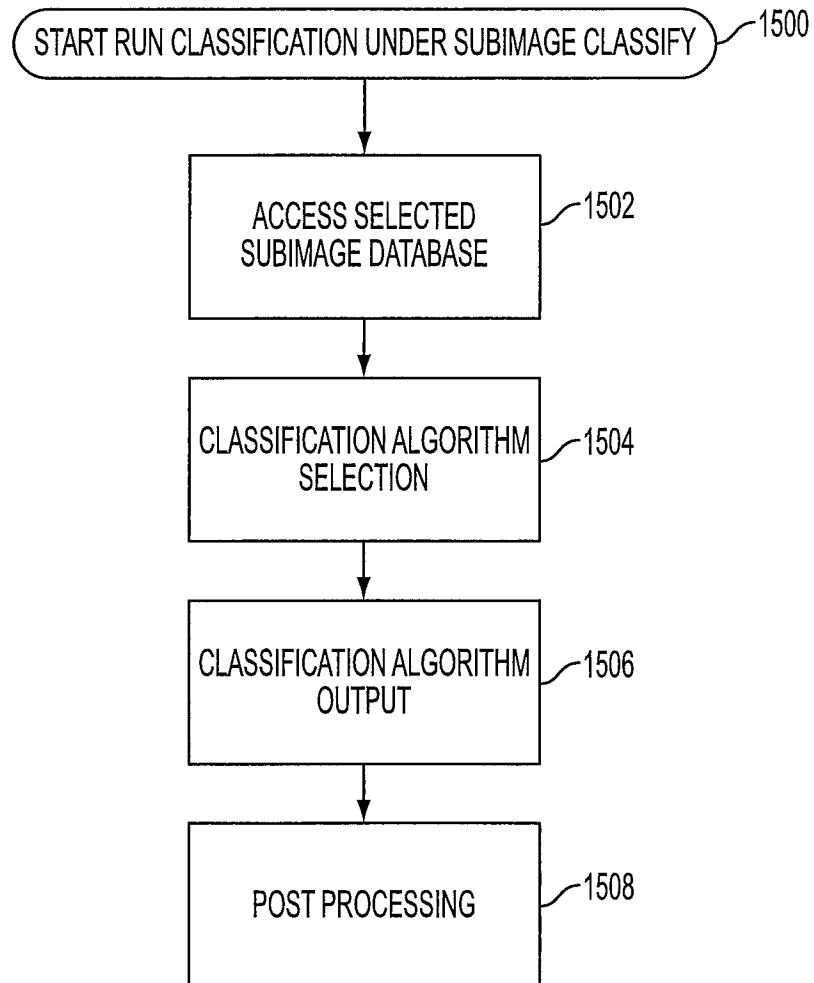 START RUN CLASSIFICATION UNDER SUBIMAGE CLASSIFY
1500
ACCESS SELECTED
SUBIMAGE DATABASE
1502
CLASSIFICATION ALGORITHM
SELECTION
1504
CLASSIFICATION ALGORITHM
OUTPUT
1506
POST PROCESSING
1508